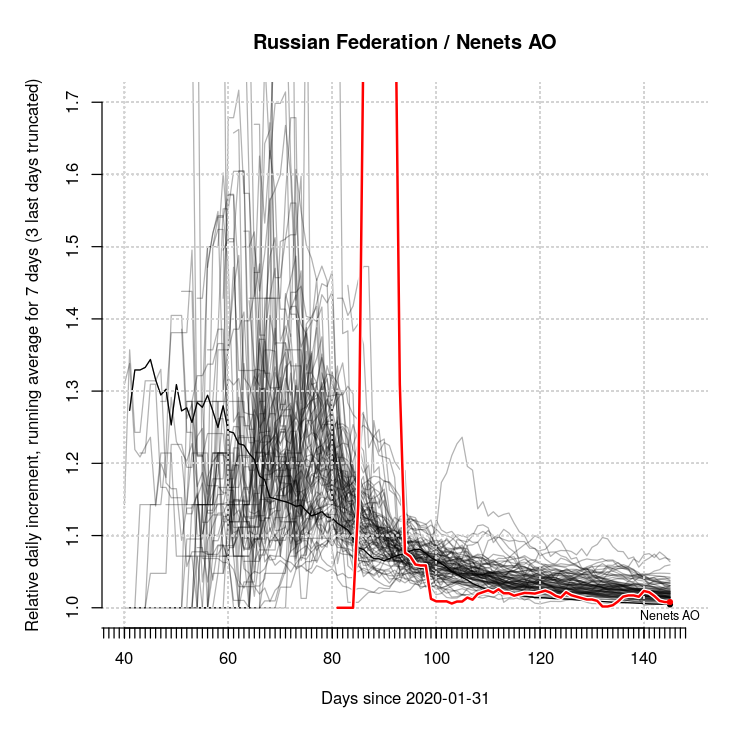 Russian Federation / Nenets AO
Relative daily increment, running average for 7 days (3 last days truncated)
1.7
1.6
1.5
1.4
1.3
1.2
1.1
1.0
Nenets AO
40 60 80 100 120 140
Days since 2020-01-31